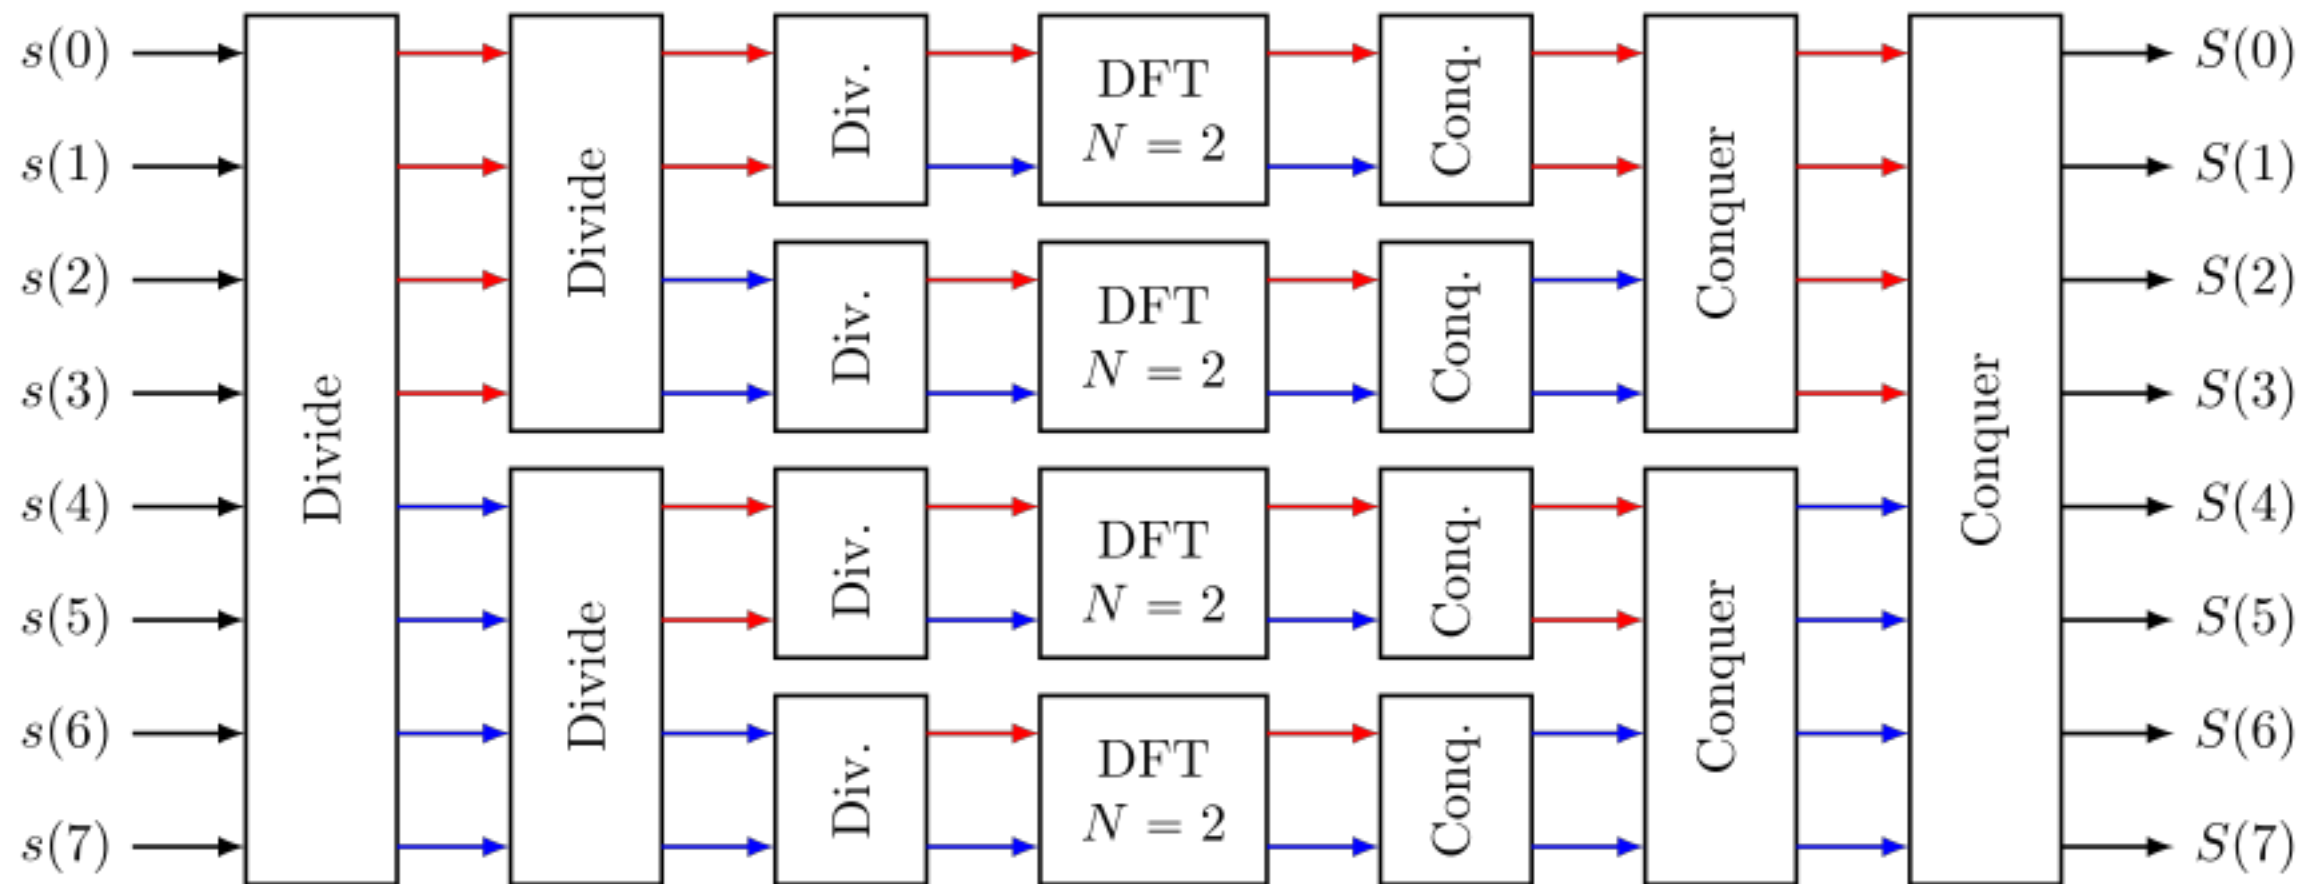 s(0)
s(1)
s(2)
s(3)
s(4)
s(5)
s(6)
s(7)
Divide
Divide
Divide
Div.
Div.
Div.
Div.
DFT
N = 2
DFT
N = 2
DFT
N = 2
DFT
N = 2
Conq.
Conq.
Conq.
Conq.
Conquer
Conquer
Conquer
S(0)
S(1)
S(2)
S(3)
S(4)
S(5)
S(6)
S(7)